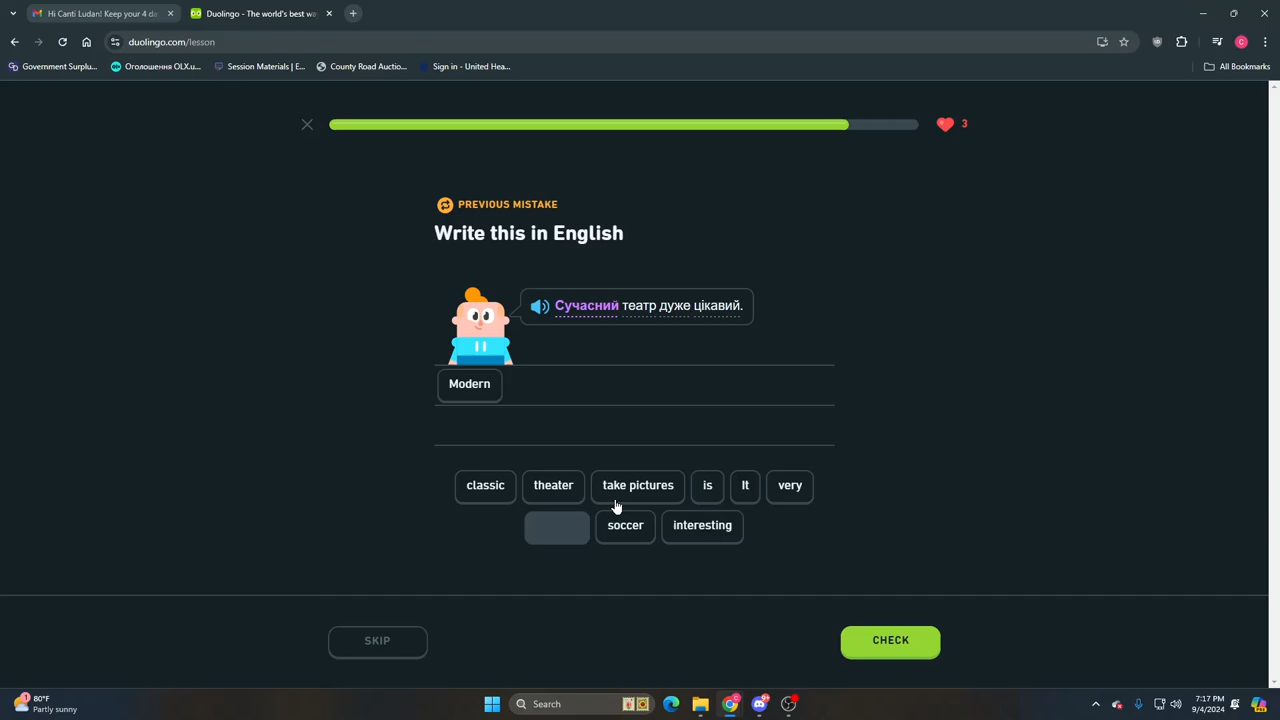 Hi Canti Ludan! Keep your 4 da
Duolingo - The world's best wa
duolingo.com/lesson
Government Surplu...
Оголошення OLX.u...
Session Materials | E...
County Road Auctio...
Sign in - United Hea...
All Bookmarks
3
PREVIOUS MISTAKE
Write this in English
Сучасний театр дуже цікавий.
Modern
classic theater take pictures is It very
soccer interesting
SKIP
CHECK
80°F
Partly sunny
Search
7:17 PM
9/4/2024